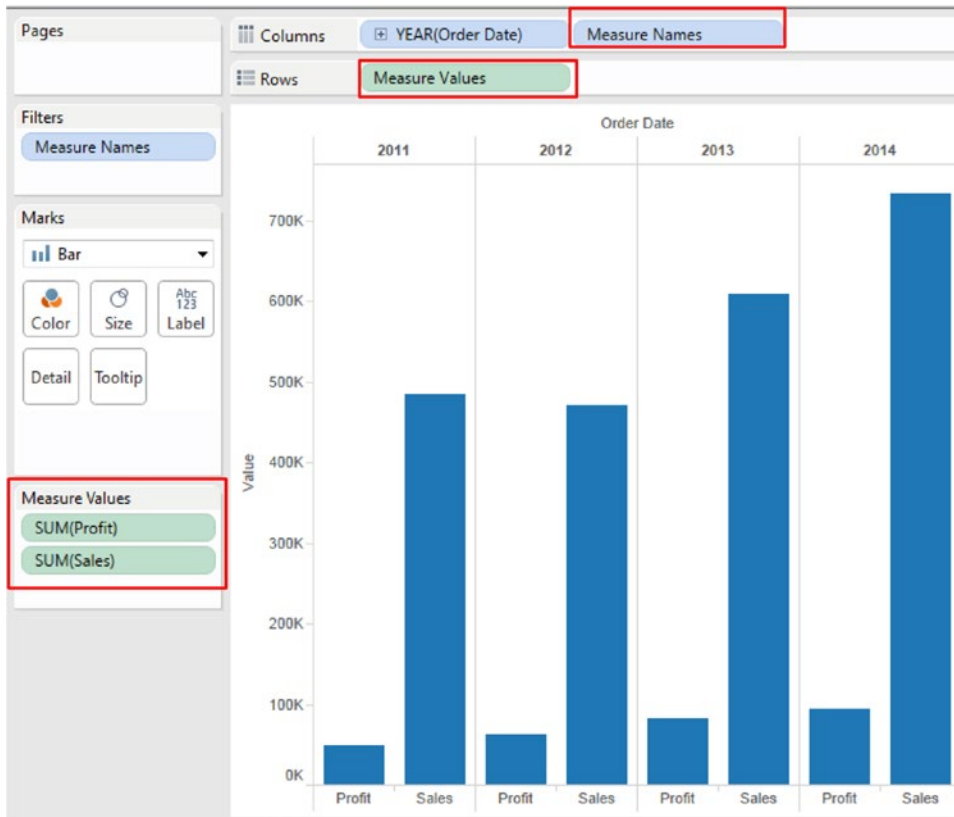 Pages
Columns
YEAR(Order Date)
Measure Names
Rows
Measure Values
Filters
Measure Names
Marks
Bar
Color
Size
Abc
123
Label
Detail
Tooltip
Measure Values
SUM(Profit)
SUM(Sales)
Order Date
2011 2012 2013 2014
Value
700K
600K
500K
400K
300K
200K
100K
0K
Profit Sales Profit Sales Profit Sales Profit Sales